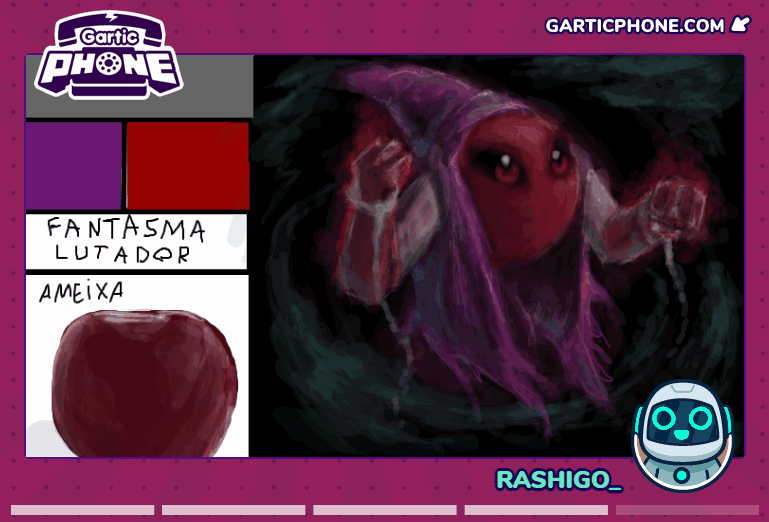 Gartic
PHONE
GARTICPHONE.COM
FANTASMA
LUTADOR
AMEIXA
RASHIGO_